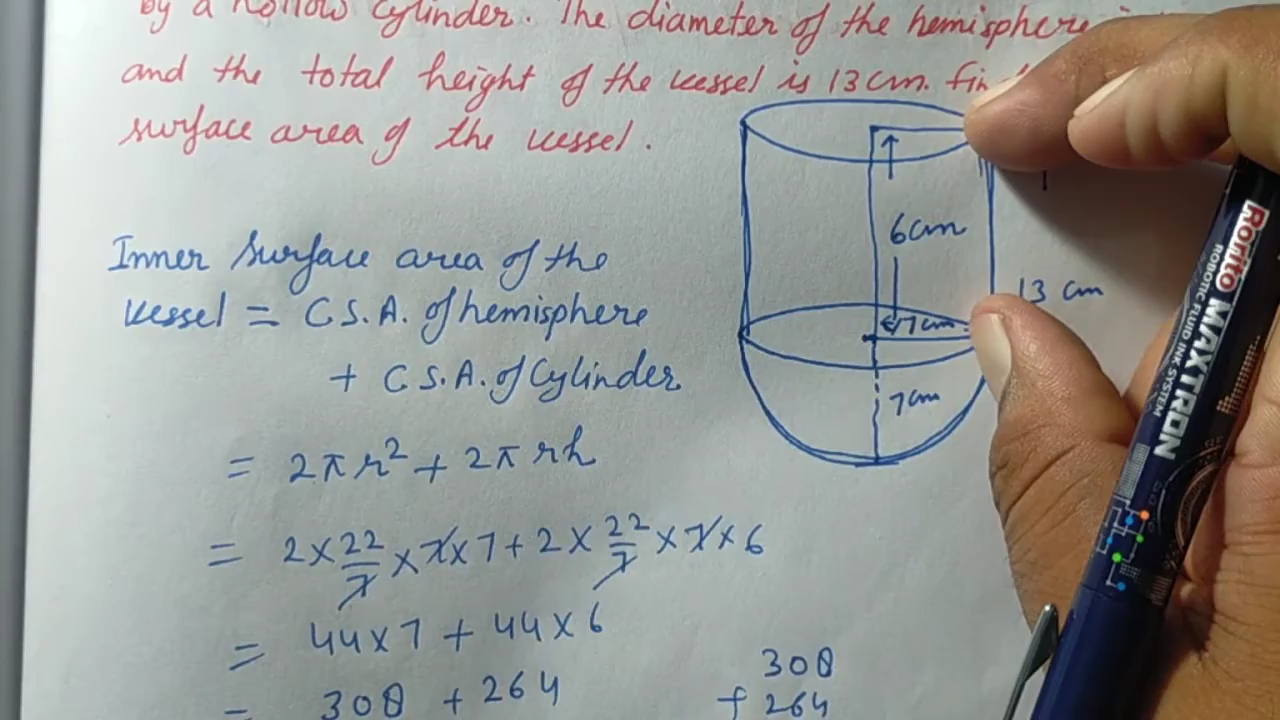 by a hollow cylinder. The diameter of the hemisphere
and the total height of the vessel is 13 cm. find
surface area of the vessel.
Inner surface area of the
vessel = C.S.A. of hemisphere
+ C.S.A. of Cylinder
= 2πr² + 2πrh
= 2 × 22/7 × 7 × 7 + 2 × 22/7 × 7 × 6
= 44 × 7 + 44 × 6
= 308 + 264
308
+ 264
6cm
7cm
7cm
13 cm
Rorito MAXTRON
ROBOTIC FLUID INK SYSTEM